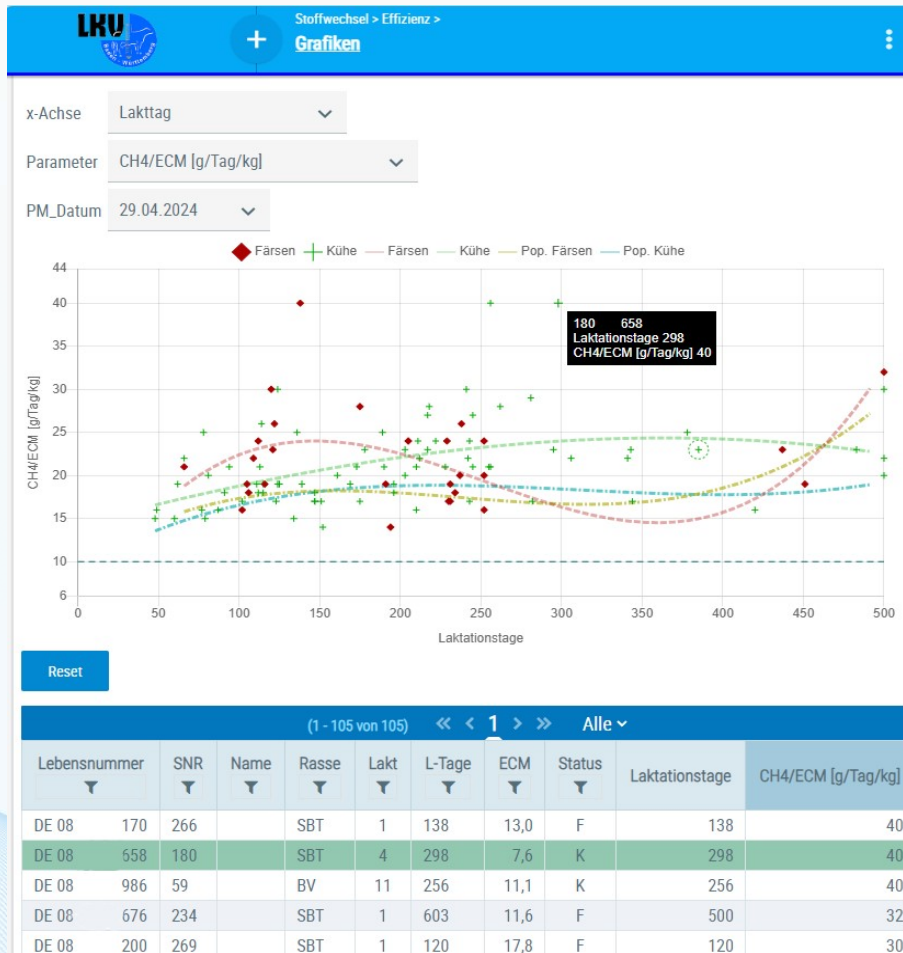 LKV
Baden - Württemberg
+
Stoffwechsel > Effizienz >
Grafiken
x-Achse Lakttag
Parameter CH4/ECM [g/Tag/kg]
PM_Datum 29.04.2024
Färsen Kühe Färsen Kühe Pop. Färsen Pop. Kühe
44
40
35
30
25
20
15
10
6
CH4/ECM [g/Tag/kg]
180 658
Laktationstage 298
CH4/ECM [g/Tag/kg] 40
0 50 100 150 200 250 300 350 400 450 500
Laktationstage
Reset
(1 - 105 von 105) « < 1 > » Alle
Lebensnummer SNR Name Rasse Lakt L-Tage ECM Status Laktationstage CH4/ECM [g/Tag/kg]
DE 08 170 266 SBT 1 138 13,0 F 138 40
DE 08 658 180 SBT 4 298 7,6 K 298 40
DE 08 986 59 BV 11 256 11,1 K 256 40
DE 08 676 234 SBT 1 603 11,6 F 500 32
DE 08 200 269 SBT 1 120 17,8 F 120 30